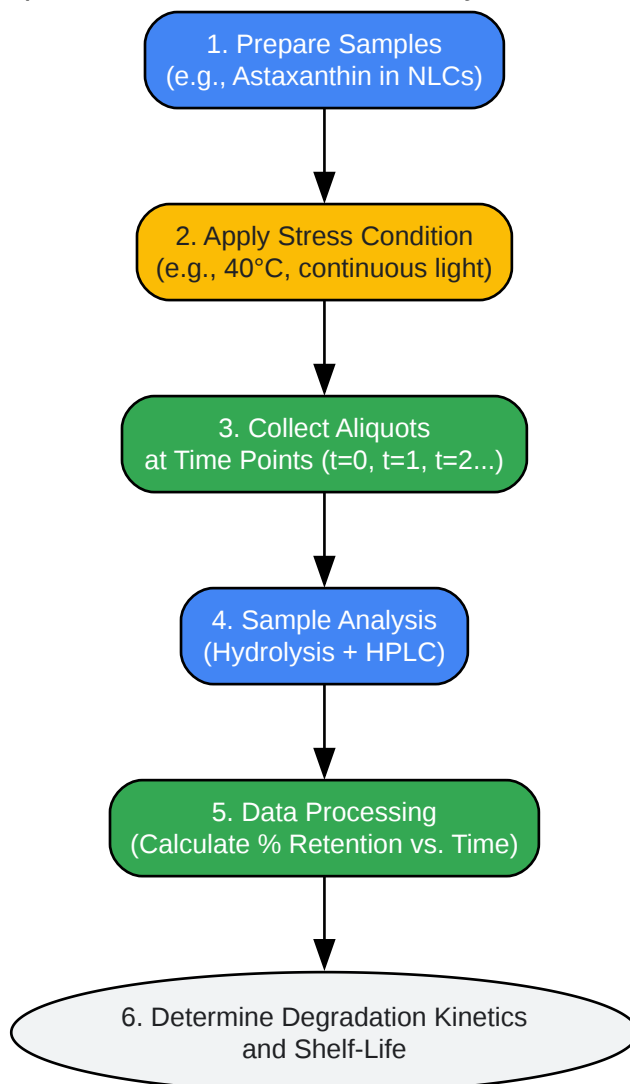 1. Prepare Samples
(e.g., Astaxanthin in NLCs)
2. Apply Stress Condition
(e.g., 40°C, continuous light)
3. Collect Aliquots
at Time Points (t=0, t=1, t=2...)
4. Sample Analysis
(Hydrolysis + HPLC)
5. Data Processing
(Calculate % Retention vs. Time)
6. Determine Degradation Kinetics
and Shelf-Life